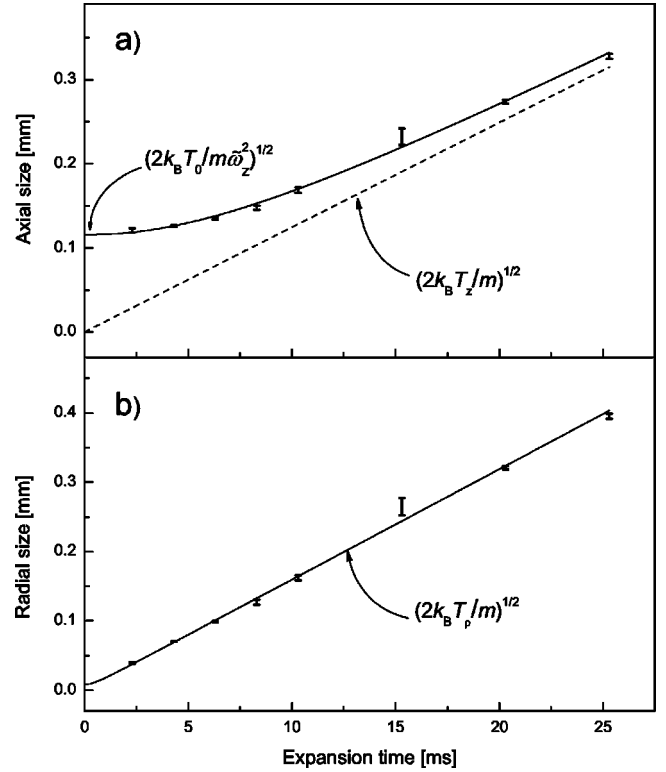 a)
Axial size [mm]
0.3
0.2
0.1
0.0
(2k_B T_0/mω̃_z^2)^{1/2}
(2k_B T_z/m)^{1/2}
b)
Radial size [mm]
0.4
0.3
0.2
0.1
0.0
(2k_B T_ρ/m)^{1/2}
0 5 10 15 20 25
Expansion time [ms]